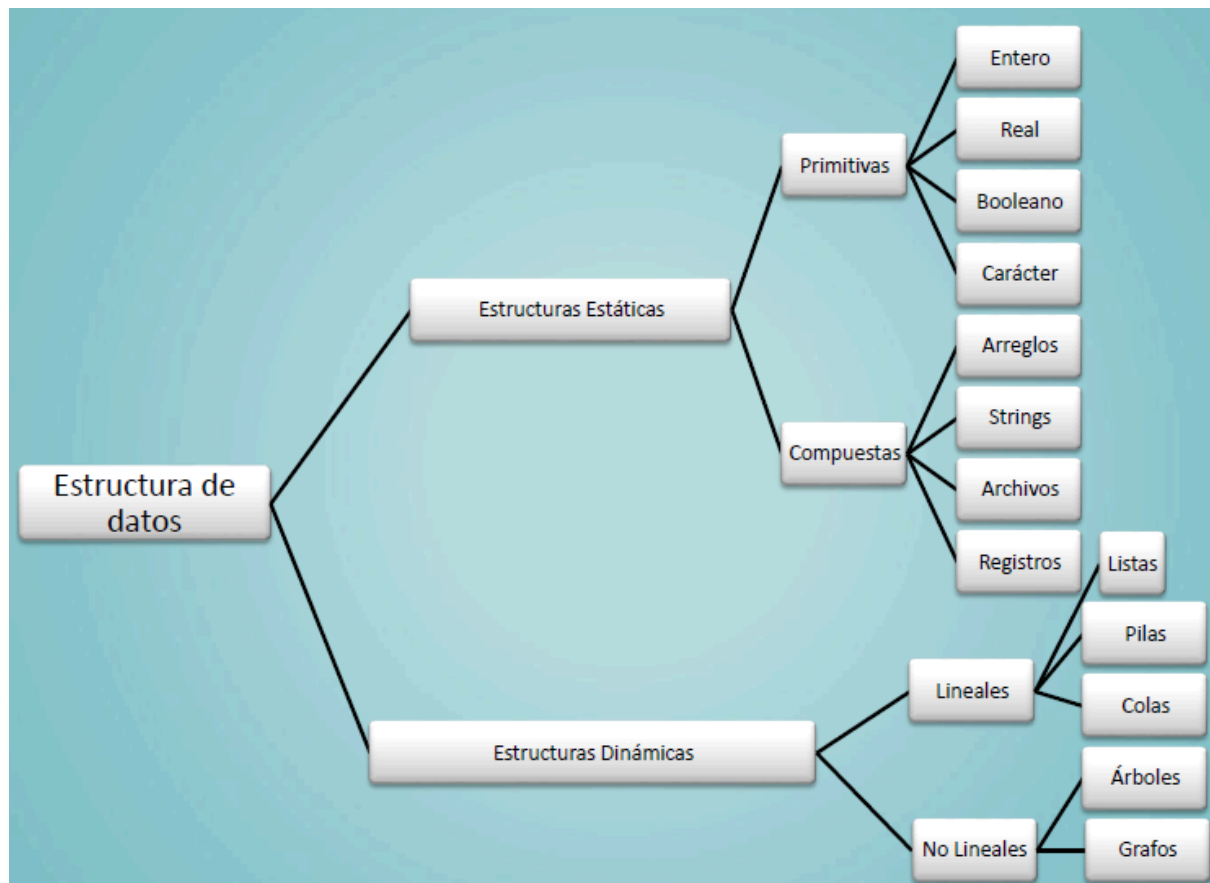 Entero
Real
Primitivas
Booleano
Carácter
Estructuras Estáticas
Arreglos
Strings
Compuestas
Archivos
Registros
Estructura de
datos
Listas
Pilas
Lineales
Colas
Estructuras Dinámicas
Árboles
No Lineales
Grafos